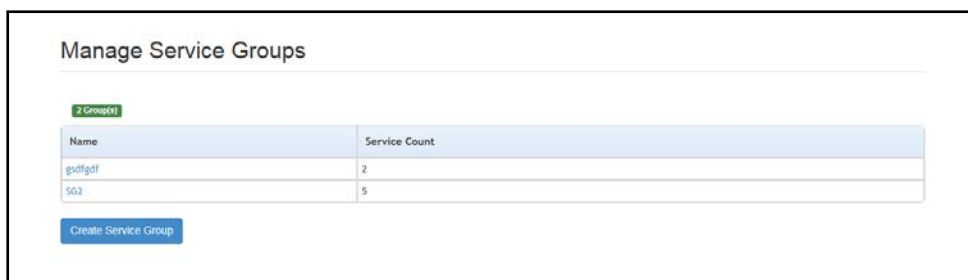 Manage Service Groups
2 Group(s)
Name Service Count
gsdfgdf 2
SG2 5
Create Service Group